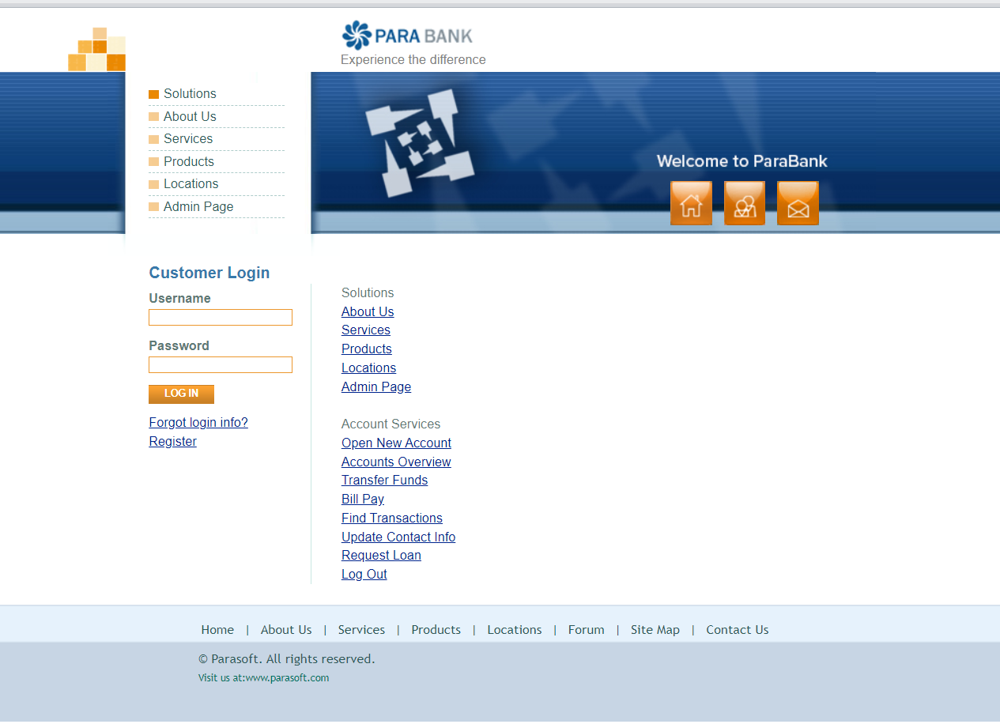 PARA BANK
Experience the difference
Solutions
About Us
Services
Products
Locations
Admin Page
Welcome to ParaBank
Customer Login
Username
Password
LOG IN
Forgot login info?
Register
Solutions
About Us
Services
Products
Locations
Admin Page
Account Services
Open New Account
Accounts Overview
Transfer Funds
Bill Pay
Find Transactions
Update Contact Info
Request Loan
Log Out
Home | About Us | Services | Products | Locations | Forum | Site Map | Contact Us
© Parasoft. All rights reserved.
Visit us at:www.parasoft.com